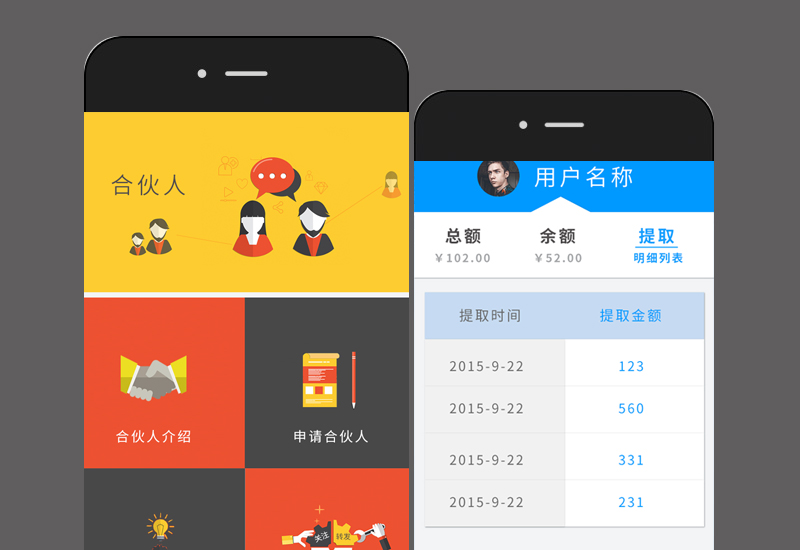 合伙人
合伙人介绍
申请合伙人
关注
转发
用户名称
总额
余额
提取
￥102.00
￥52.00
明细列表
提取时间
提取金额
2015-9-22
123
2015-9-22
560
2015-9-22
331
2015-9-22
231